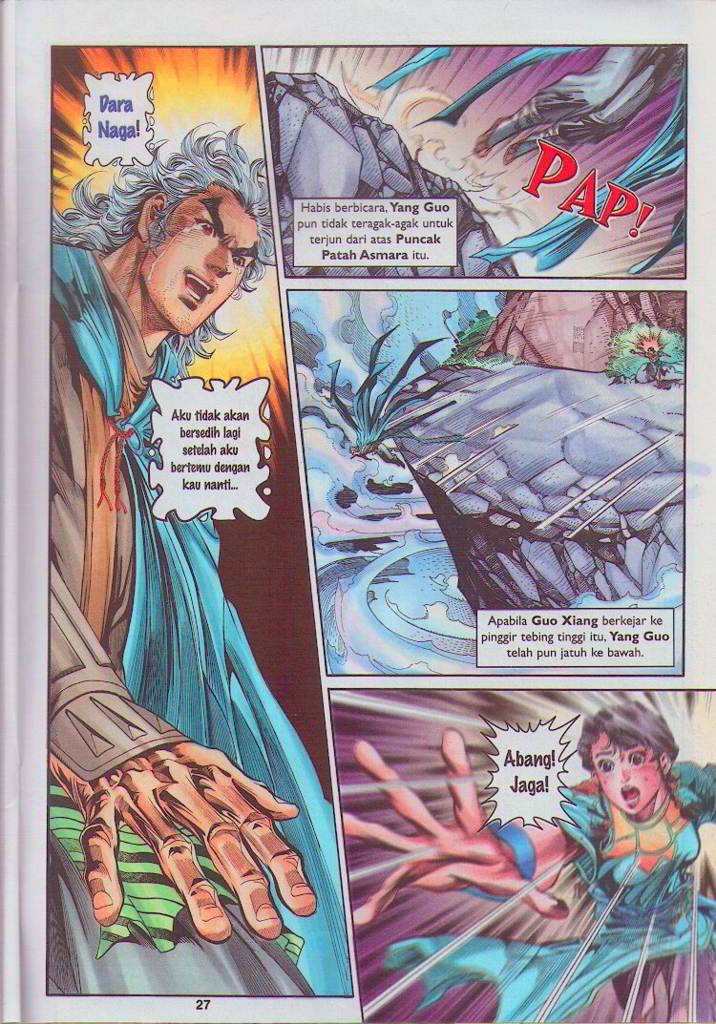 Dara
Naga!
Aku tidak akan
bersedih lagi
setelah aku
bertemu dengan
kau nanti...
PAP!
Habis berbicara, Yang Guo
pun tidak teragak-agak untuk
terjun dari atas Puncak
Patah Asmara itu.
Apabila Guo Xiang berkejar ke
pinggir tebing tinggi itu, Yang Guo
telah pun jatuh ke bawah.
Abang!
Jaga!
27